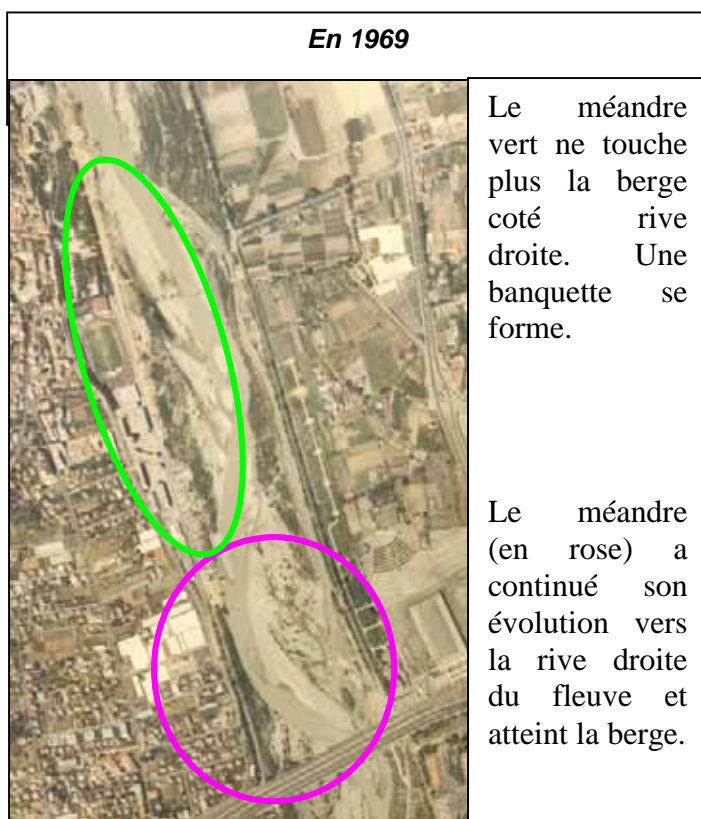 En 1969
Le méandre
vert ne touche
plus la berge
coté rive
droite. Une
banquette se
forme.
Le méandre
(en rose) a
continué son
évolution vers
la rive droite
du fleuve et
atteint la berge.